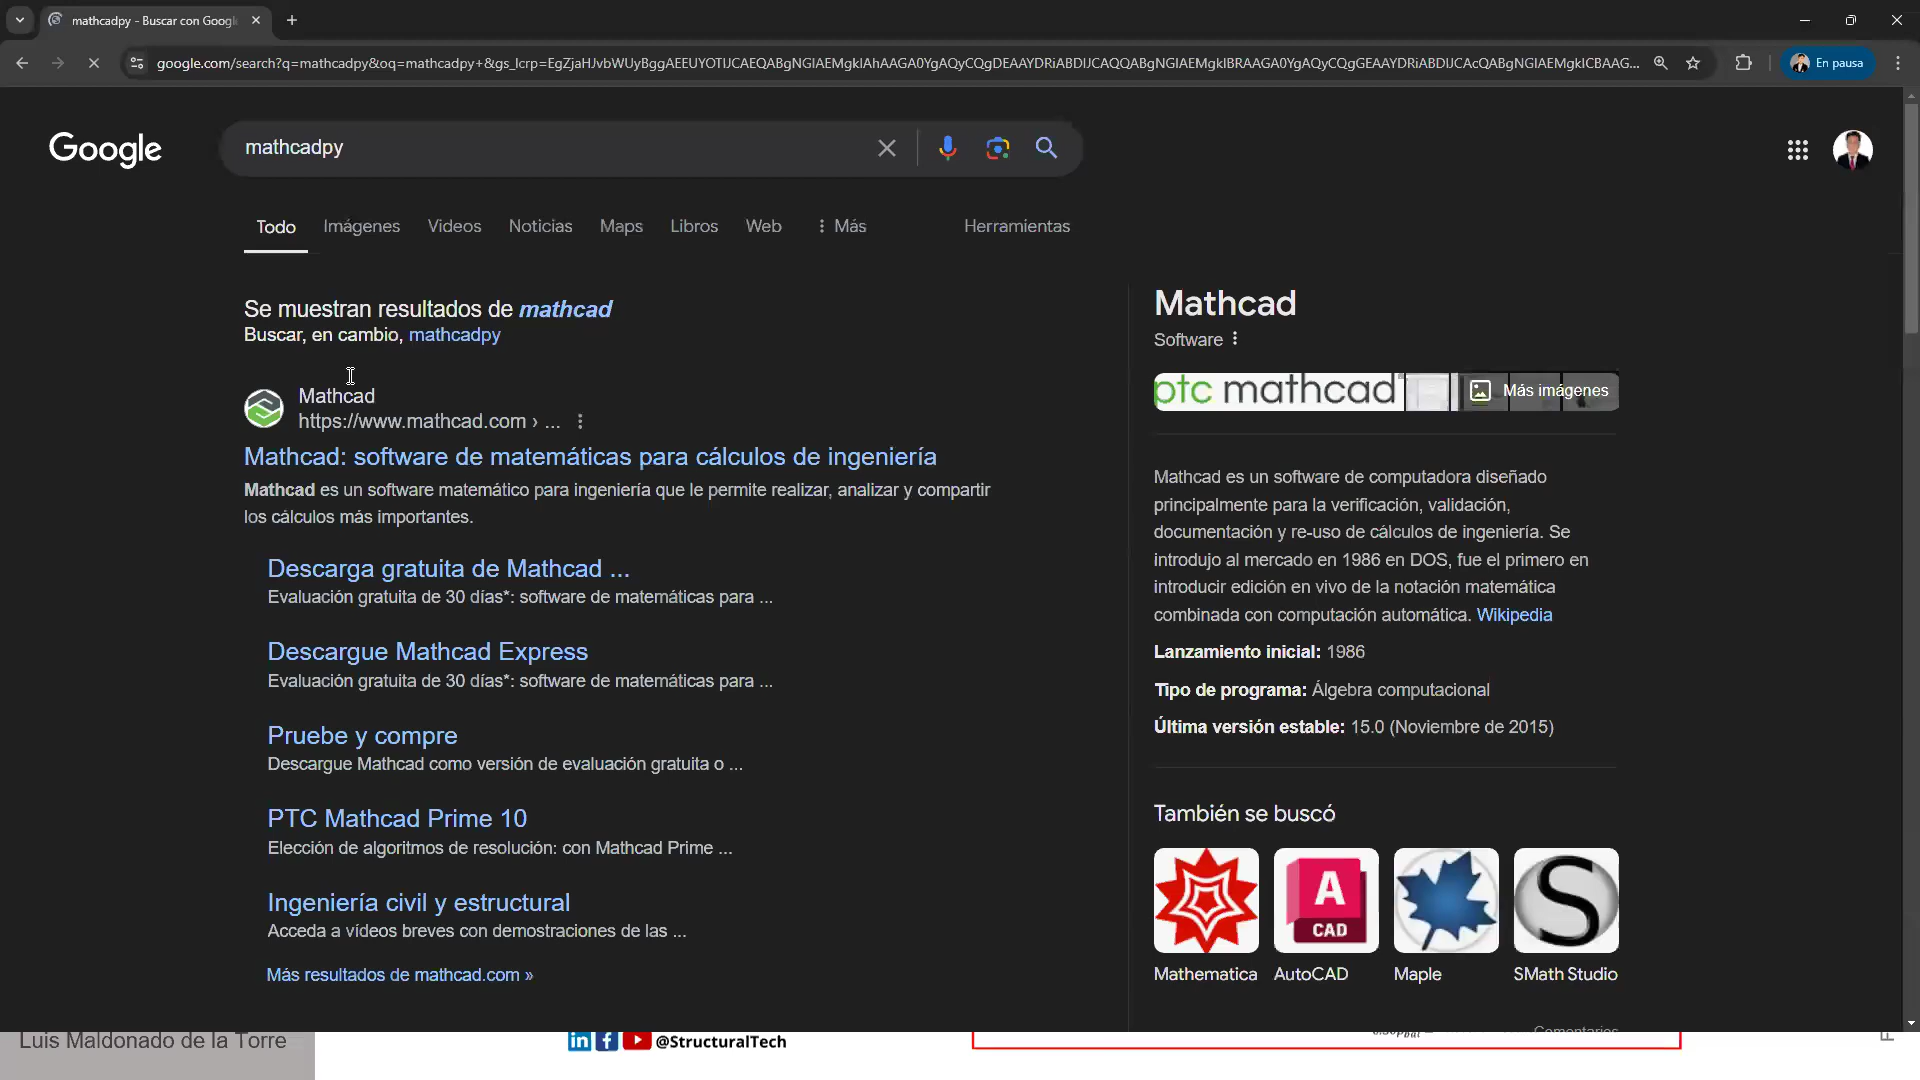 mathcadpy - Buscar con Googl
google.com/search?q=mathcadpy&oq=mathcadpy+&gs_lcrp=EgZjaHJvbWUyBggAEEUYOTIJCAEQABgNGIAEMgkIAhAAGA0YgAQyCQgDEAAYDRiABDIJCAQQABgNGIAEMgkIBRAAGA0YgAQyCQgGEAAYDRiABDIJCAcQABgNGIAEMgkICBAAG...
En pausa
Google
mathcadpy
Todo Imágenes Videos Noticias Maps Libros Web Más Herramientas
Se muestran resultados de mathcad
Buscar, en cambio, mathcadpy
Mathcad
https://www.mathcad.com › ...
Mathcad: software de matemáticas para cálculos de ingeniería
Mathcad es un software matemático para ingeniería que le permite realizar, analizar y compartir
los cálculos más importantes.
Descarga gratuita de Mathcad ...
Evaluación gratuita de 30 días*: software de matemáticas para ...
Descargue Mathcad Express
Evaluación gratuita de 30 días*: software de matemáticas para ...
Pruebe y compre
Descargue Mathcad como versión de evaluación gratuita o ...
PTC Mathcad Prime 10
Elección de algoritmos de resolución: con Mathcad Prime ...
Ingeniería civil y estructural
Acceda a vídeos breves con demostraciones de las ...
Más resultados de mathcad.com »
Mathcad
Software
ptc mathcad
Más imágenes
Mathcad es un software de computadora diseñado
principalmente para la verificación, validación,
documentación y re-uso de cálculos de ingeniería. Se
introdujo al mercado en 1986 en DOS, fue el primero en
introducir edición en vivo de la notación matemática
combinada con computación automática. Wikipedia
Lanzamiento inicial: 1986
Tipo de programa: Álgebra computacional
Última versión estable: 15.0 (Noviembre de 2015)
También se buscó
A
CAD
S
Mathematica AutoCAD Maple SMath Studio
Comentarios
Luis Maldonado de la Torre
in f @StructuralTech